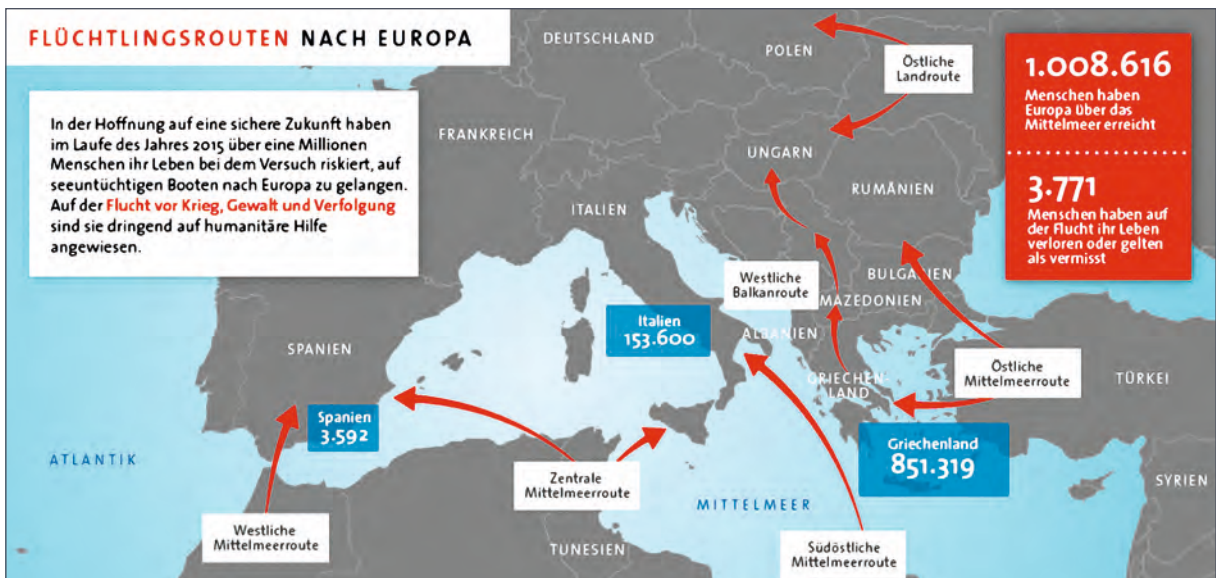 FLÜCHTLINGSROUTEN NACH EUROPA
In der Hoffnung auf eine sichere Zukunft haben
im Laufe des Jahres 2015 über eine Millionen
Menschen ihr Leben bei dem Versuch riskiert, auf
seeuntüchtigen Booten nach Europa zu gelangen.
Auf der Flucht vor Krieg, Gewalt und Verfolgung
sind sie dringend auf humanitäre Hilfe
angewiesen.
1.008.616
Menschen haben
Europa über das
Mittelmeer erreicht
3.771
Menschen haben auf
der Flucht ihr Leben
verloren oder gelten
als vermisst
DEUTSCHLAND
POLEN
Östliche
Landroute
FRANKREICH
UNGARN
RUMÄNIEN
ITALIEN
BULGARIEN
Westliche
Balkanroute
MAZEDONIEN
Italien
153.600
ALBANIEN
SPANIEN
GRIECHEN-
LAND
Östliche
Mittelmeerroute
TÜRKEI
Spanien
3.592
Griechenland
851.319
ATLANTIK
Zentrale
Mittelmeerroute
SYRIEN
MITTELMEER
Westliche
Mittelmeerroute
TUNESIEN
Südöstliche
Mittelmeerroute